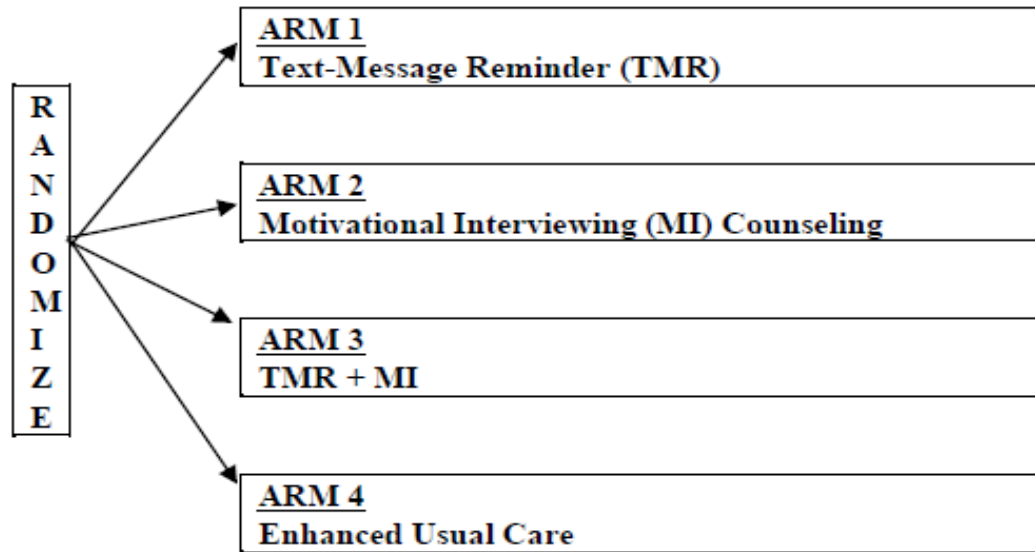 RANDOMIZE
ARM 1
Text-Message Reminder (TMR)
ARM 2
Motivational Interviewing (MI) Counseling
ARM 3
TMR + MI
ARM 4
Enhanced Usual Care